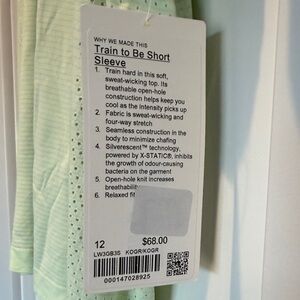 WHY WE MADE THIS
Train to Be Short
Sleeve
1. Train hard in this soft,
sweat-wicking top. Its
breathable open-hole
construction helps keep you
cool as the intensity picks up
2. Fabric is sweat-wicking and
four-way stretch
3. Seamless construction in the
body to minimize chafing
4. Silverescent™ technology,
powered by X-STATIC®, inhibits
the growth of odour-causing
bacteria on the garment
5. Open-hole knit increases
breathability
6. Relaxed fit
12 $68.00
LW3GB3S KOGR/KOGR
000147028925